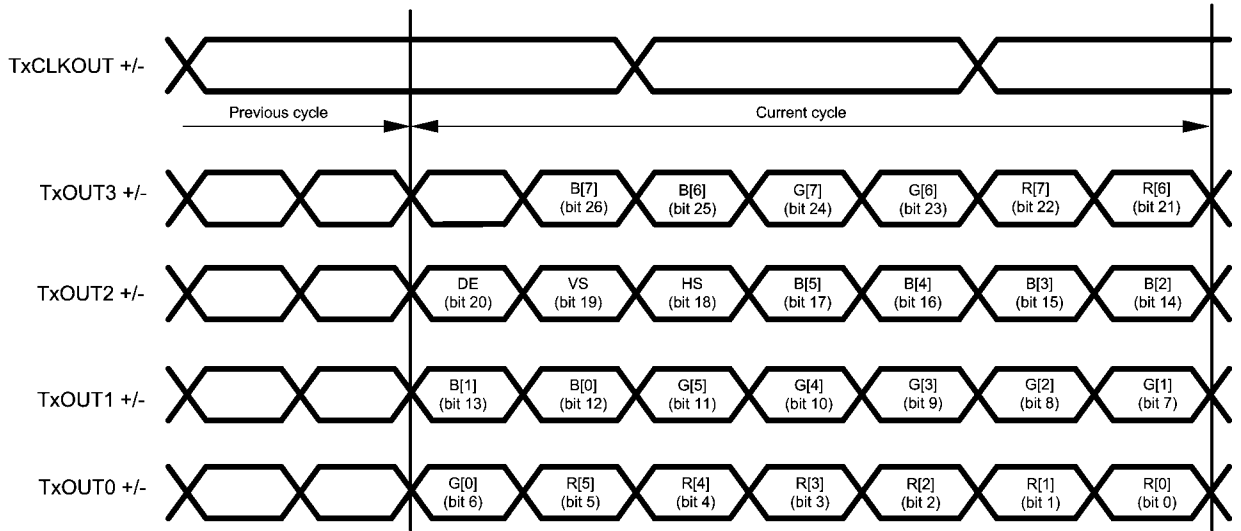 TxCLKOUT +/-
Previous cycle
Current cycle
TxOUT3 +/-
B[7]
(bit 26)
B[6]
(bit 25)
G[7]
(bit 24)
G[6]
(bit 23)
R[7]
(bit 22)
R[6]
(bit 21)
TxOUT2 +/-
DE
(bit 20)
VS
(bit 19)
HS
(bit 18)
B[5]
(bit 17)
B[4]
(bit 16)
B[3]
(bit 15)
B[2]
(bit 14)
TxOUT1 +/-
B[1]
(bit 13)
B[0]
(bit 12)
G[5]
(bit 11)
G[4]
(bit 10)
G[3]
(bit 9)
G[2]
(bit 8)
G[1]
(bit 7)
TxOUT0 +/-
G[0]
(bit 6)
R[5]
(bit 5)
R[4]
(bit 4)
R[3]
(bit 3)
R[2]
(bit 2)
R[1]
(bit 1)
R[0]
(bit 0)